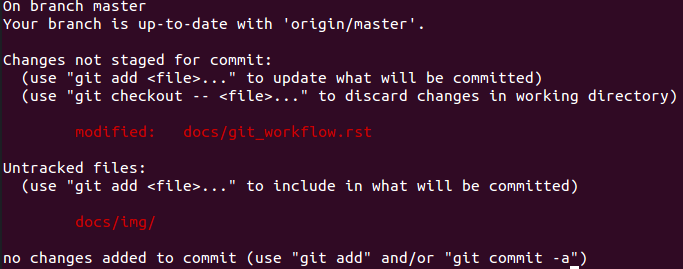 On branch master
Your branch is up-to-date with 'origin/master'.
Changes not staged for commit:
(use "git add <file>..." to update what will be committed)
(use "git checkout -- <file>..." to discard changes in working directory)
modified: docs/git_workflow.rst
Untracked files:
(use "git add <file>..." to include in what will be committed)
docs/img/
no changes added to commit (use "git add" and/or "git commit -a")